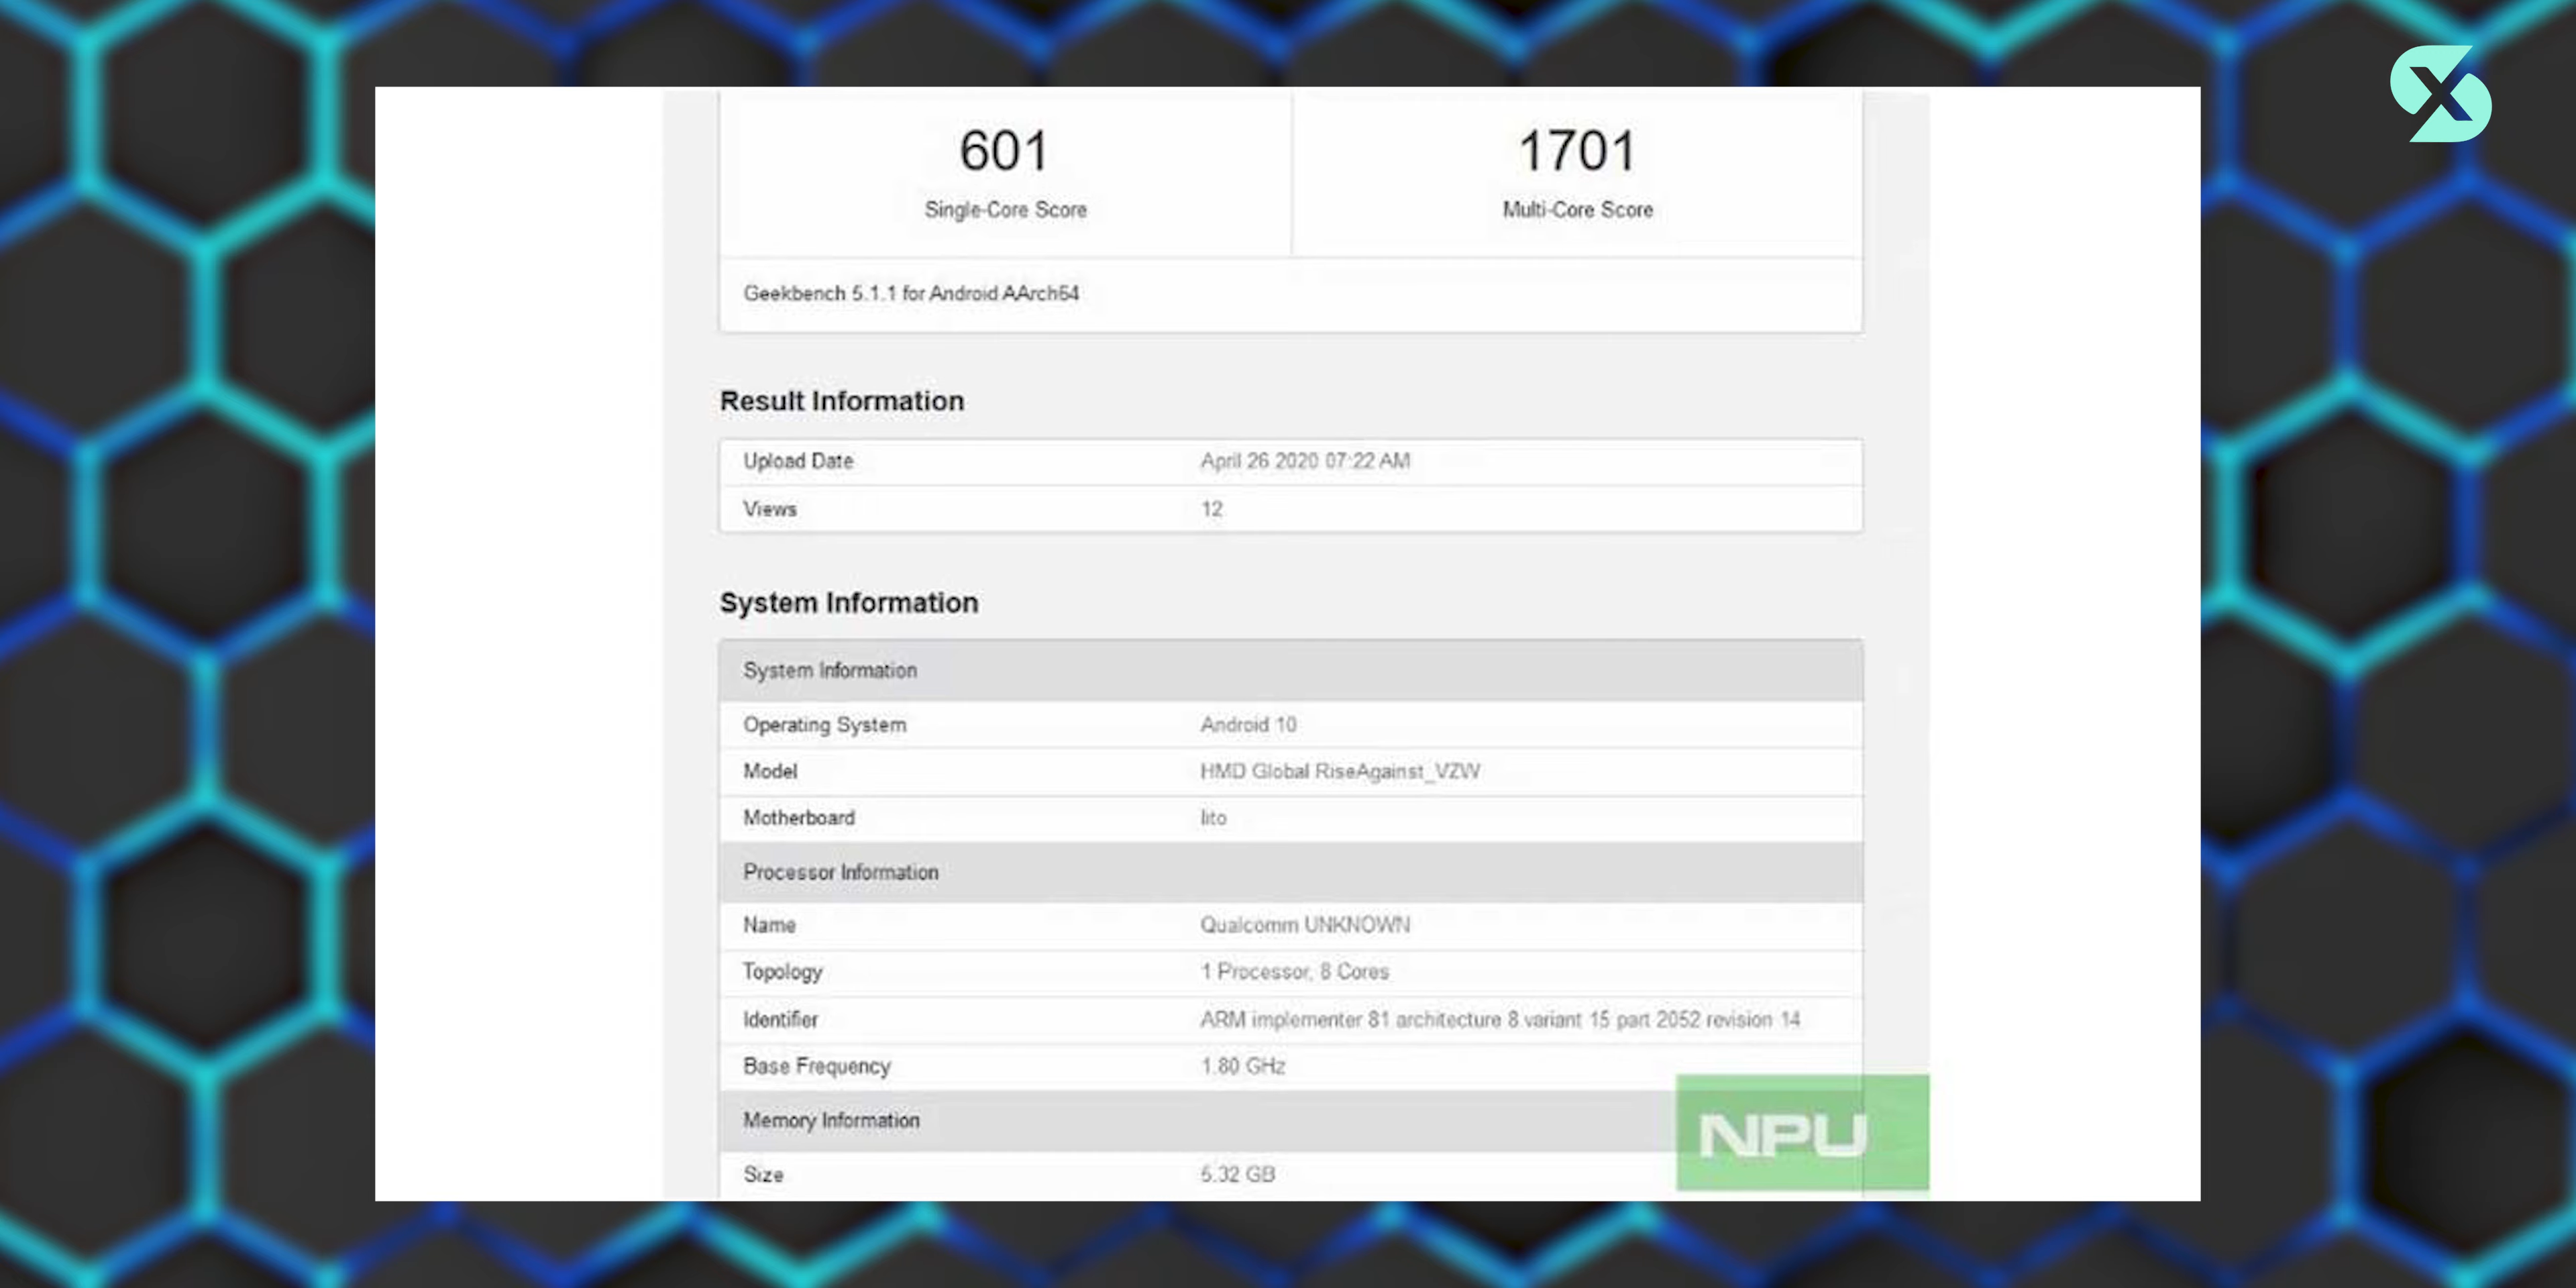 601
1701
Single-Core Score
Multi-Core Score
Geekbench 5.1.1 for Android AArch64
Result Information
Upload Date April 26 2020 07:22 AM
Views 12
System Information
System Information
Operating System Android 10
Model HMD Global RiseAgainst_VZW
Motherboard lito
Processor Information
Name Qualcomm UNKNOWN
Topology 1 Processor, 8 Cores
Identifier ARM implementer 81 architecture 8 variant 15 part 2052 revision 14
Base Frequency 1.80 GHz
Memory Information
Size 5.32 GB
NPU